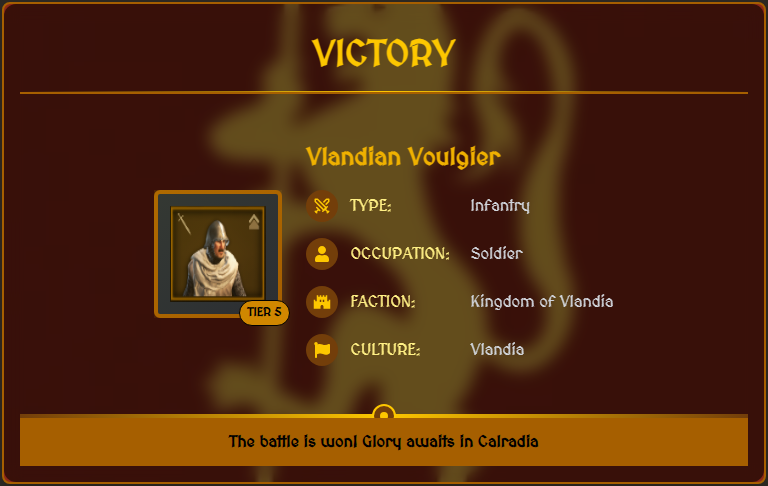 VICTORY
Vlandian Voulgier
TYPE: Infantry
OCCUPATION: Soldier
FACTION: Kingdom of Vlandia
CULTURE: Vlandia
TIER 5
The battle is won! Glory awaits in Calradia